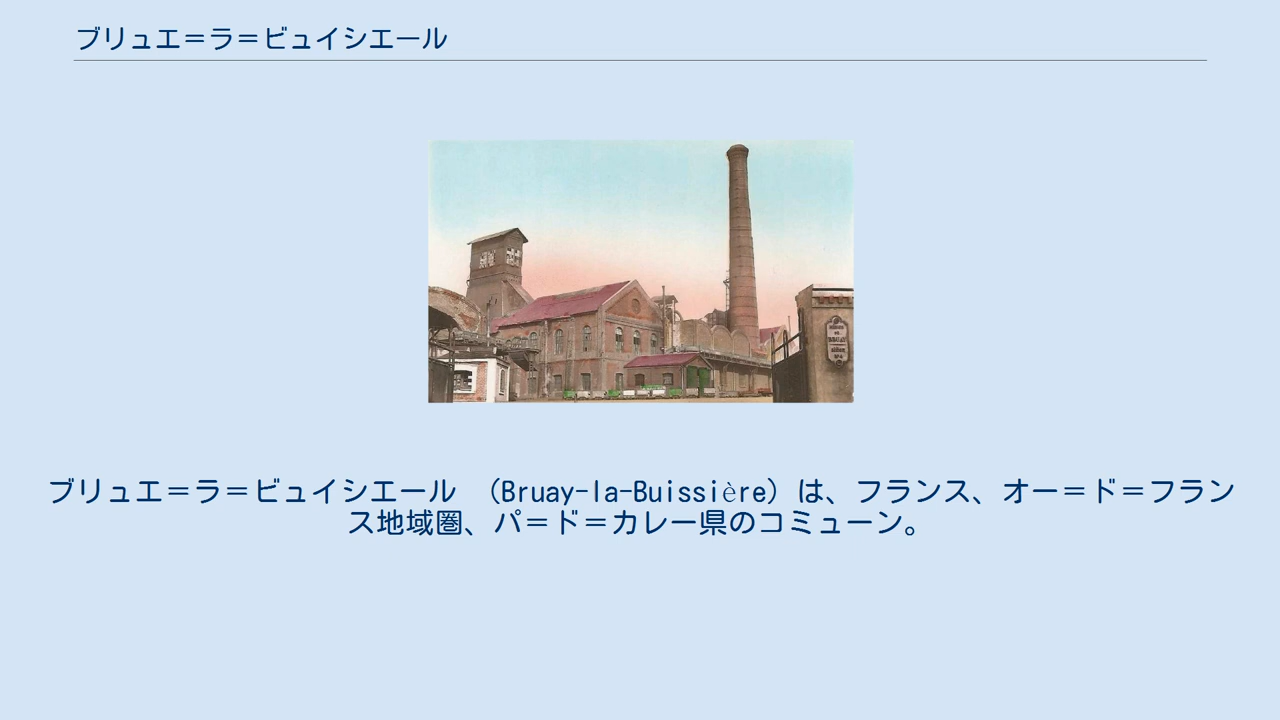 ブリュエ＝ラ＝ビュイシエール
ブリュエ＝ラ＝ビュイシエール　（Bruay-la-Buissière）は、フランス、オー＝ド＝フラン
ス地域圏、パ＝ド＝カレー県のコミューン。